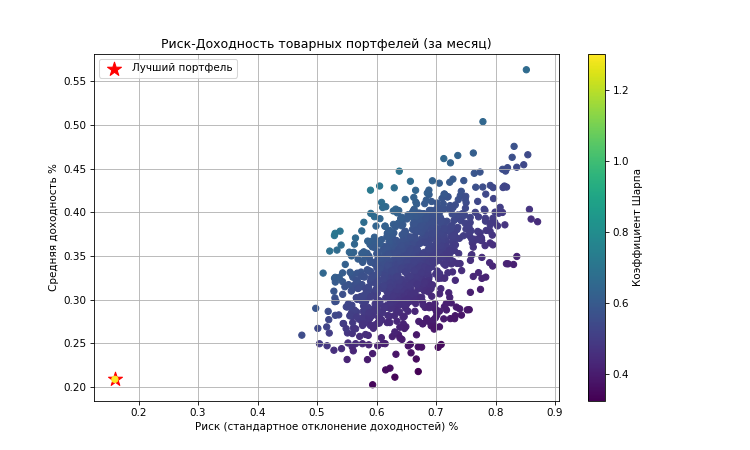 Риск-Доходность товарных портфелей (за месяц)
Лучший портфель
Средняя доходность %
0.55
0.50
0.45
0.40
0.35
0.30
0.25
0.20
0.2 0.3 0.4 0.5 0.6 0.7 0.8 0.9
Риск (стандартное отклонение доходностей) %
1.2
1.0
0.8
0.6
0.4
Коэффициент Шарпа